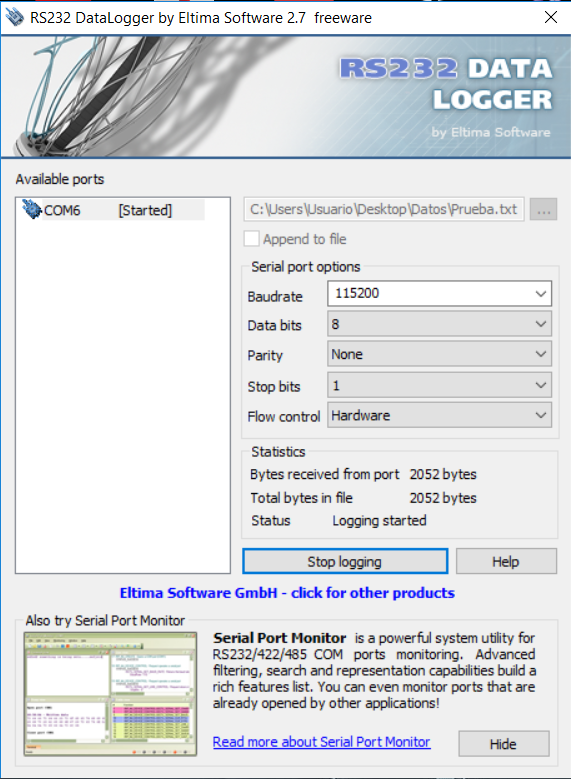 RS232 DataLogger by Eltima Software 2.7 freeware
RS232 DATA
LOGGER
by Eltima Software
Available ports
COM6 [Started]
C:\Users\Usuario\Desktop\Datos\Prueba.txt ...
Append to file
Serial port options
Baudrate 115200
Data bits 8
Parity None
Stop bits 1
Flow control Hardware
Statistics
Bytes received from port 2052 bytes
Total bytes in file 2052 bytes
Status Logging started
Stop logging Help
Eltima Software GmbH - click for other products
Also try Serial Port Monitor
Serial Port Monitor is a powerful system utility for
RS232/422/485 COM ports monitoring. Advanced
filtering, search and representation capabilities build a
rich features list. You can even monitor ports that are
already opened by other applications!
Read more about Serial Port Monitor Hide